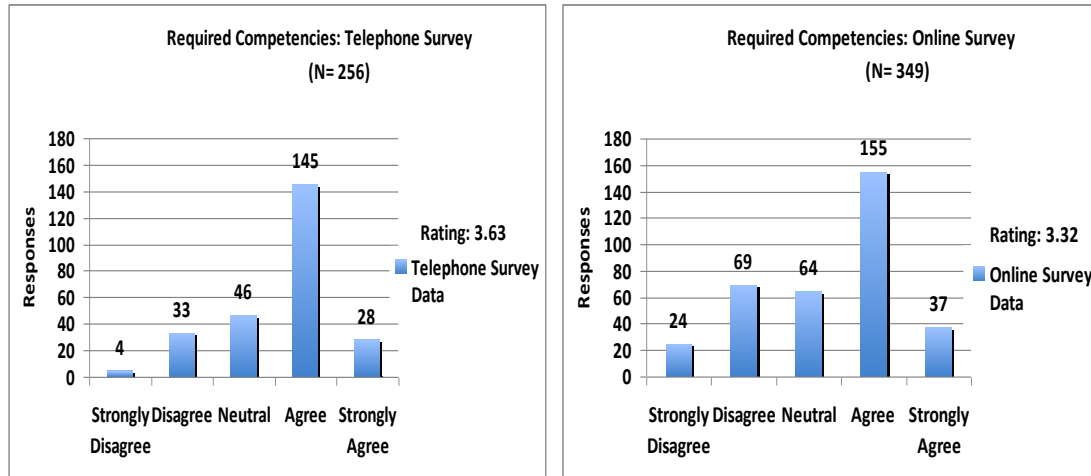 Required Competencies: Telephone Survey
(N= 256)
180
160
140
120
100
80
60
40
20
0
Responses
4
33
46
145
28
Strongly Disagree Neutral Agree Strongly
Disagree Agree
Rating: 3.63
Telephone Survey
Data
Required Competencies: Online Survey
(N= 349)
180
160
140
120
100
80
60
40
20
0
Responses
24
69
64
155
37
Strongly Disagree Neutral Agree Strongly
Disagree Agree
Rating: 3.32
Online Survey
Data